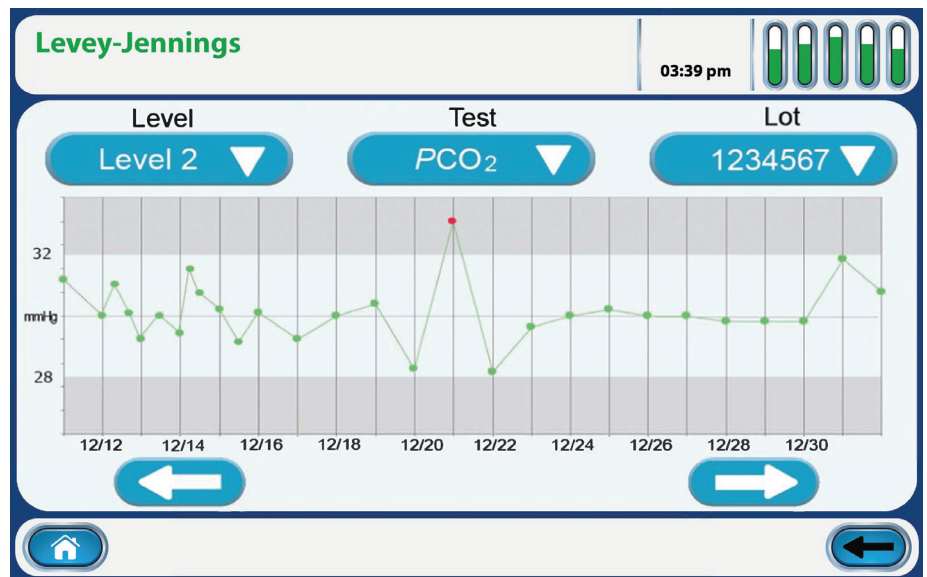 Levey-Jennings
03:39 pm
Level Test Lot
Level 2 PCO₂ 1234567
32
mmHg
28
12/12 12/14 12/16 12/18 12/20 12/22 12/24 12/26 12/28 12/30